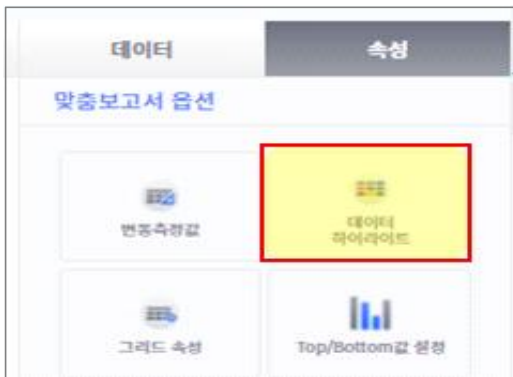 데이터 속성
맞춤보고서 옵션
변동측정값
데이터
하이라이트
그리드 속성
Top/Bottom값 설정